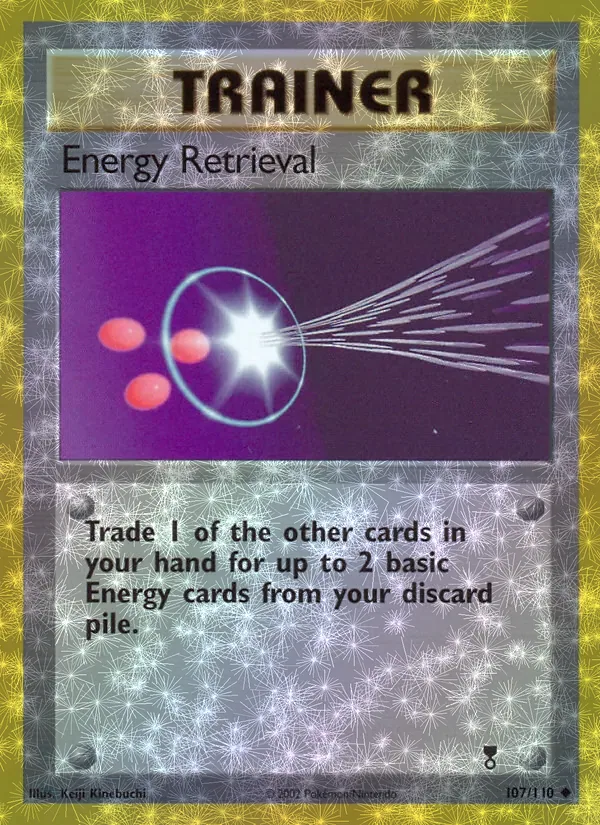 TRAINER
Energy Retrieval
Trade 1 of the other cards in
your hand for up to 2 basic
Energy cards from your discard
pile.
Illus. Keiji Kinebuchi © 2002 Pokémon/Nintendo 107/110